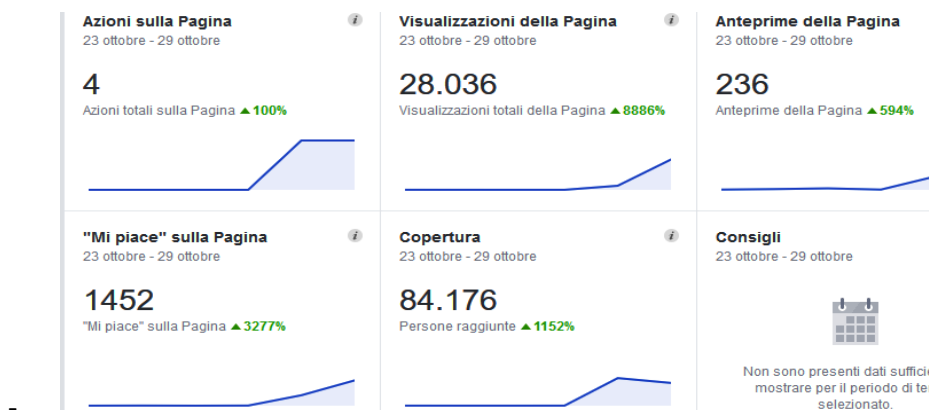 Azioni sulla Pagina
23 ottobre - 29 ottobre
4
Azioni totali sulla Pagina ▲100%
Visualizzazioni della Pagina
23 ottobre - 29 ottobre
28.036
Visualizzazioni totali della Pagina ▲8886%
Anteprime della Pagina
23 ottobre - 29 ottobre
236
Anteprime della Pagina ▲594%
"Mi piace" sulla Pagina
23 ottobre - 29 ottobre
1452
"Mi piace" sulla Pagina ▲3277%
Copertura
23 ottobre - 29 ottobre
84.176
Persone raggiunte ▲1152%
Consigli
23 ottobre - 29 ottobre
Non sono presenti dati
mostrare per il periodo di
selezionato.